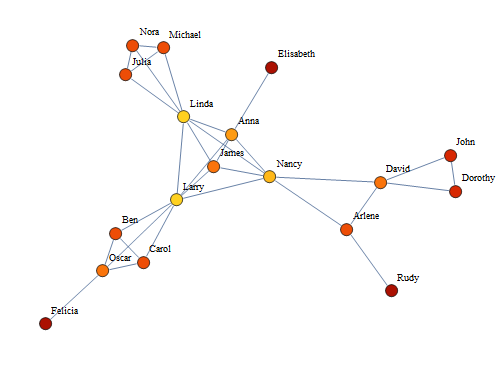 Nora
Michael
Elisabeth
Julia
Linda
Anna
John
James
Nancy
David
Dorothy
Larry
Arlene
Ben
Carol
Oscar
Rudy
Felicia